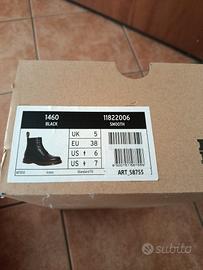 1460
BLACK
11822006
SMOOTH
UK 5
EU 38
US 6
US 7
ART_58755
subito